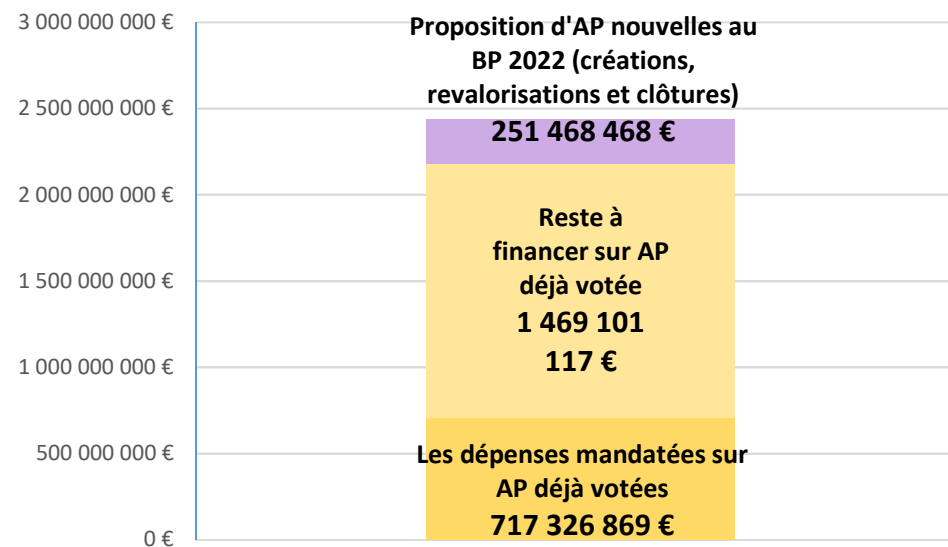 3 000 000 000 €
2 500 000 000 €
2 000 000 000 €
1 500 000 000 €
1 000 000 000 €
500 000 000 €
0 €
Proposition d'AP nouvelles au
BP 2022 (créations,
revalorisations et clôtures)
251 468 468 €
Reste à
financer sur AP
déjà votée
1 469 101
117 €
Les dépenses mandatées sur
AP déjà votées
717 326 869 €